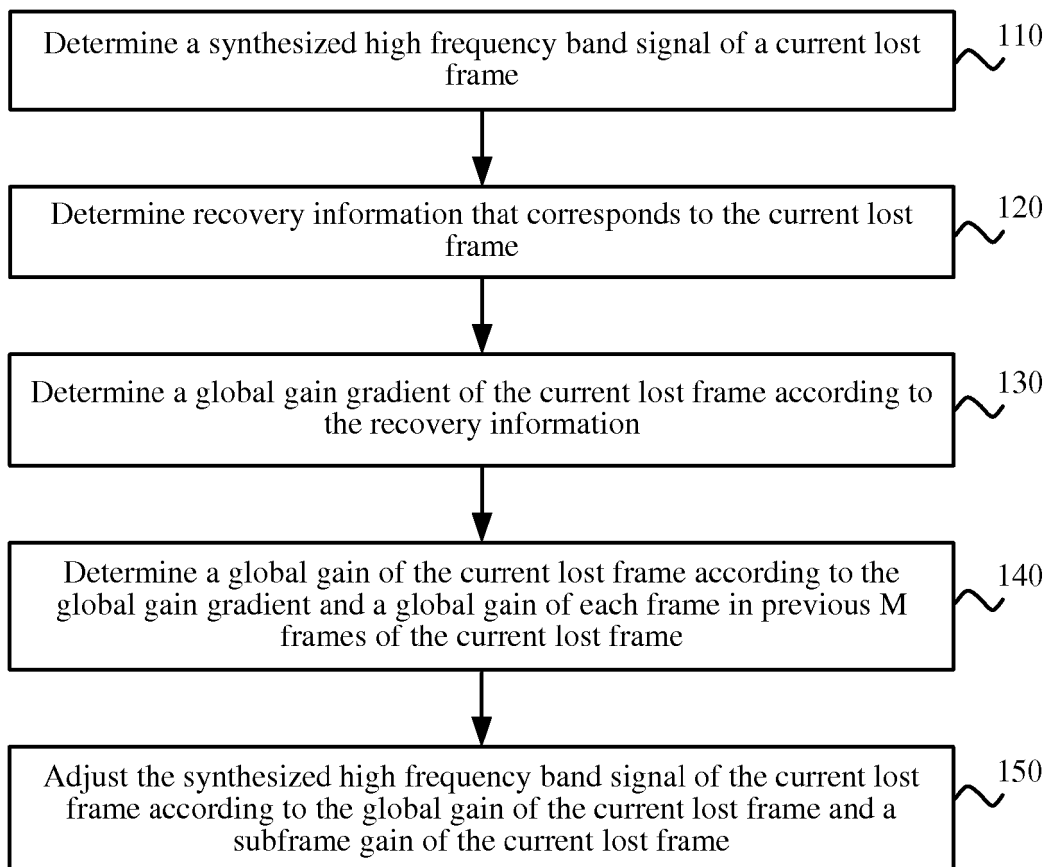 Determine a synthesized high frequency band signal of a current lost
frame
110
Determine recovery information that corresponds to the current lost
frame
120
Determine a global gain gradient of the current lost frame according to
the recovery information
130
Determine a global gain of the current lost frame according to the
global gain gradient and a global gain of each frame in previous M
frames of the current lost frame
140
Adjust the synthesized high frequency band signal of the current lost
frame according to the global gain of the current lost frame and a
subframe gain of the current lost frame
150